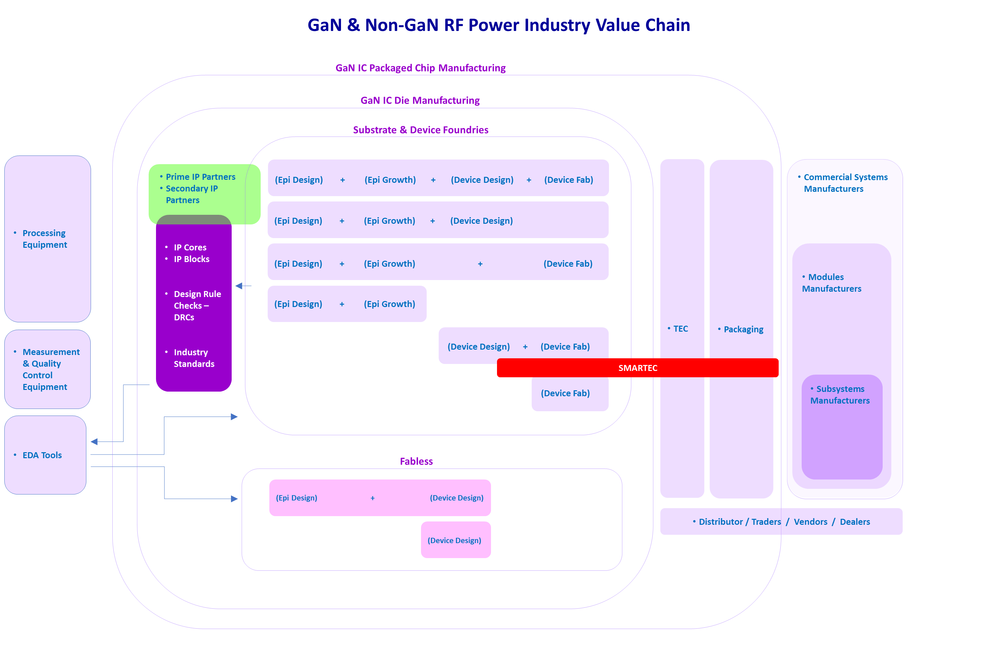 GaN & Non-GaN RF Power Industry Value Chain
GaN IC Packaged Chip Manufacturing
GaN IC Die Manufacturing
Substrate & Device Foundries
• Processing
Equipment
• Measurement
& Quality
Control
Equipment
• EDA Tools
• Prime IP Partners
• Secondary IP
Partners
• IP Cores
• IP Blocks
• Design Rule
Checks –
DRCs
• Industry
Standards
(Epi Design) + (Epi Growth) + (Device Design) + (Device Fab)
(Epi Design) + (Epi Growth) + (Device Design)
(Epi Design) + (Epi Growth) + (Device Fab)
(Epi Design) + (Epi Growth)
(Device Design) + (Device Fab)
SMARTEC
(Device Fab)
Fabless
(Epi Design) + (Device Design)
(Device Design)
• TEC
• Packaging
• Commercial Systems
Manufacturers
• Modules
Manufacturers
• Subsystems
Manufacturers
• Distributor / Traders / Vendors / Dealers